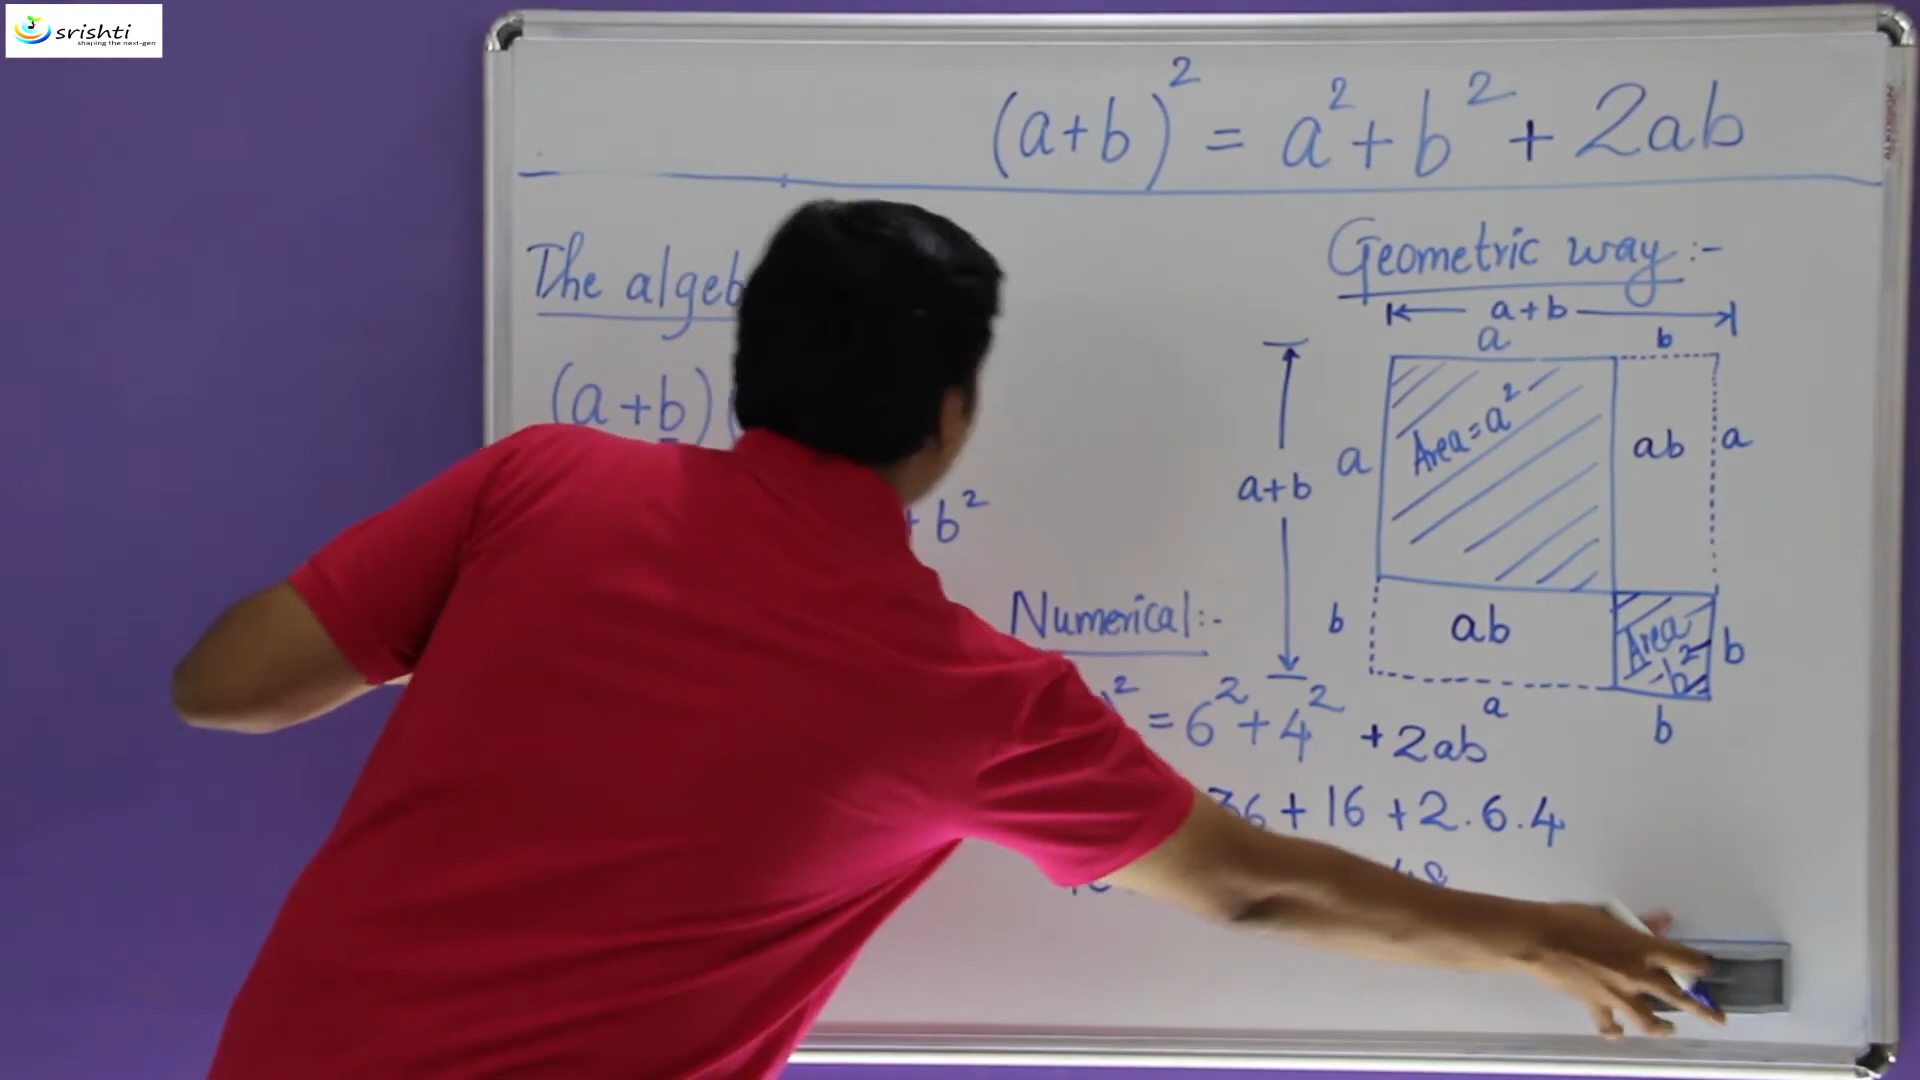 srishti
shaping the next-gen
(a+b)² = a² + b² + 2ab
The
(a+b)
+ b²
Geometric way :-
a+b
a b
a+b
a
Area = a²
ab
a
b
ab
Area = b²
b
a
b
Numerical :-
² = 6² + 4² + 2ab
36 + 16 + 2.6.4
48